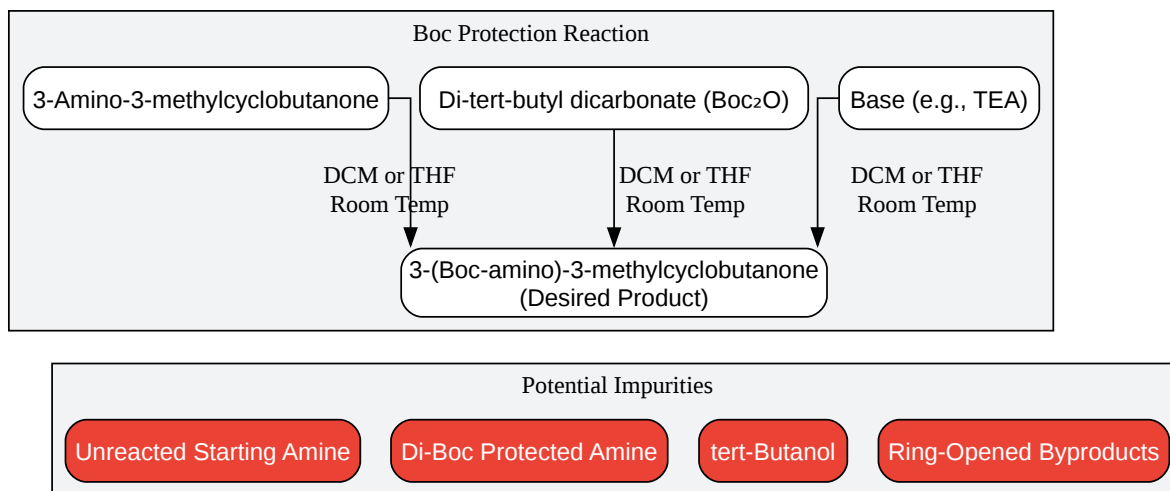 Boc Protection Reaction
3-Amino-3-methylcyclobutanone
Di-tert-butyl dicarbonate (Boc₂O)
Base (e.g., TEA)
DCM or THF
Room Temp
DCM or THF
Room Temp
DCM or THF
Room Temp
3-(Boc-amino)-3-methylcyclobutanone
(Desired Product)
Potential Impurities
Unreacted Starting Amine
Di-Boc Protected Amine
tert-Butanol
Ring-Opened Byproducts